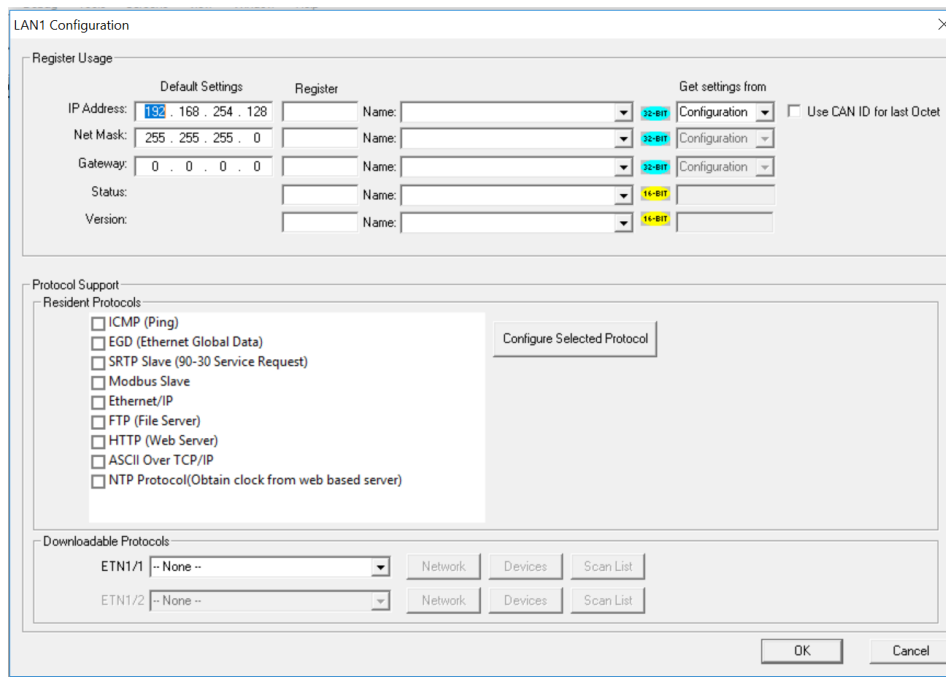 LAN1 Configuration
Register Usage
Default Settings Register Get settings from
IP Address: 192 . 168 . 254 . 128 Name: 32-BIT Configuration Use CAN ID for last Octet
Net Mask: 255 . 255 . 255 . 0 Name: 32-BIT Configuration
Gateway: 0 . 0 . 0 . 0 Name: 32-BIT Configuration
Status: Name: 16-BIT
Version: Name: 16-BIT
Protocol Support
Resident Protocols
ICMP (Ping)
EGD (Ethernet Global Data)
SRTP Slave (90-30 Service Request)
Modbus Slave
Ethernet/IP
FTP (File Server)
HTTP (Web Server)
ASCII Over TCP/IP
NTP Protocol(Obtain clock from web based server)
Configure Selected Protocol
Downloadable Protocols
ETN1/1 -- None -- Network Devices Scan List
ETN1/2 -- None -- Network Devices Scan List
OK Cancel